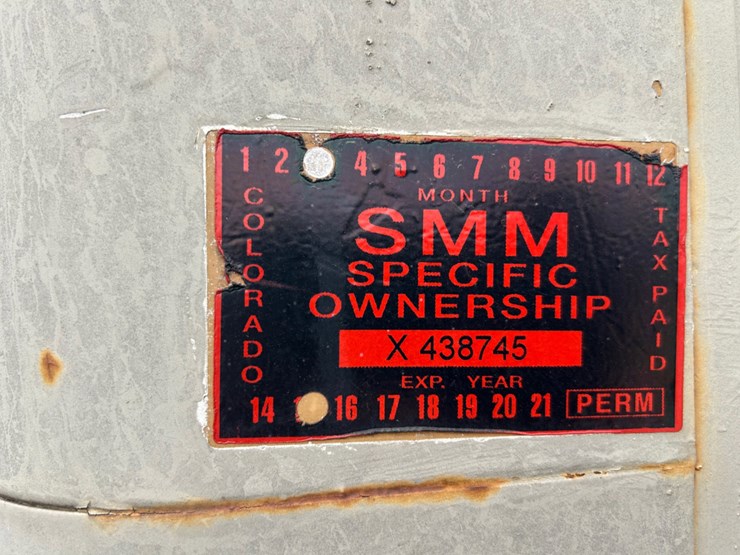 1 2 4 5 6 7 8 9 10 11 12
MONTH
COLORADO
SMM
SPECIFIC
OWNERSHIP
TAX PAID
X 438745
EXP. YEAR
14 16 17 18 19 20 21 PERM